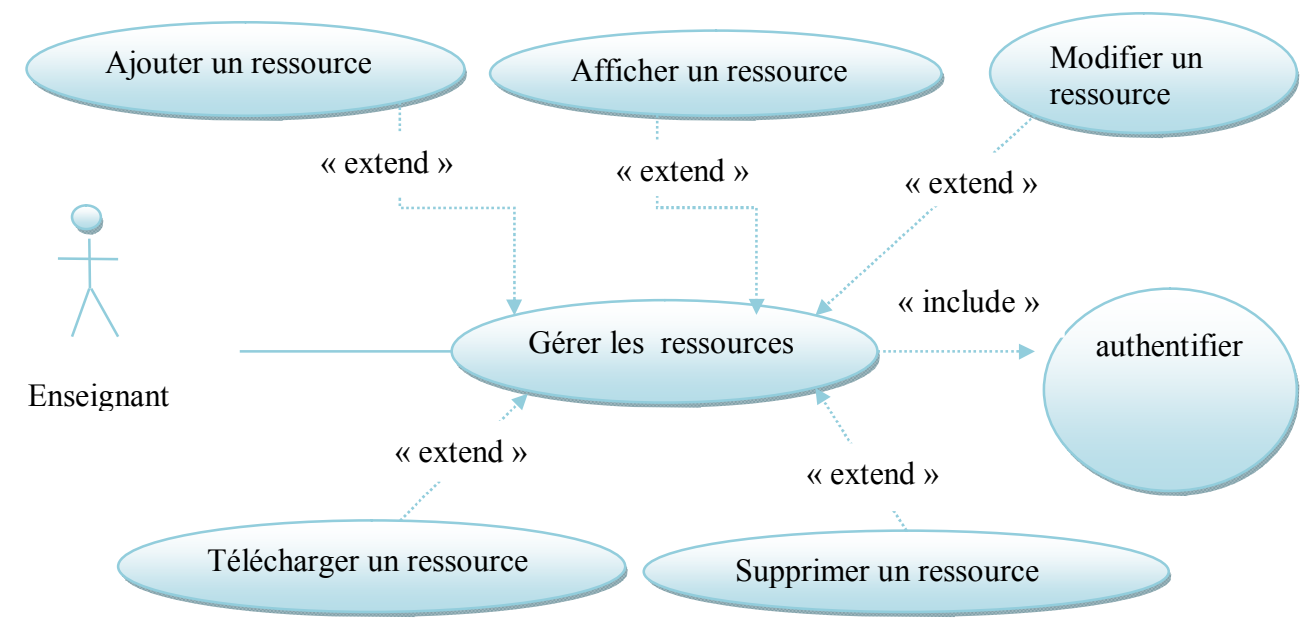 Ajouter un ressource
Afficher un ressource
Modifier un
ressource
« extend »
« extend »
« extend »
« include »
Gérer les ressources
authentifier
Enseignant
« extend »
« extend »
Télécharger un ressource
Supprimer un ressource